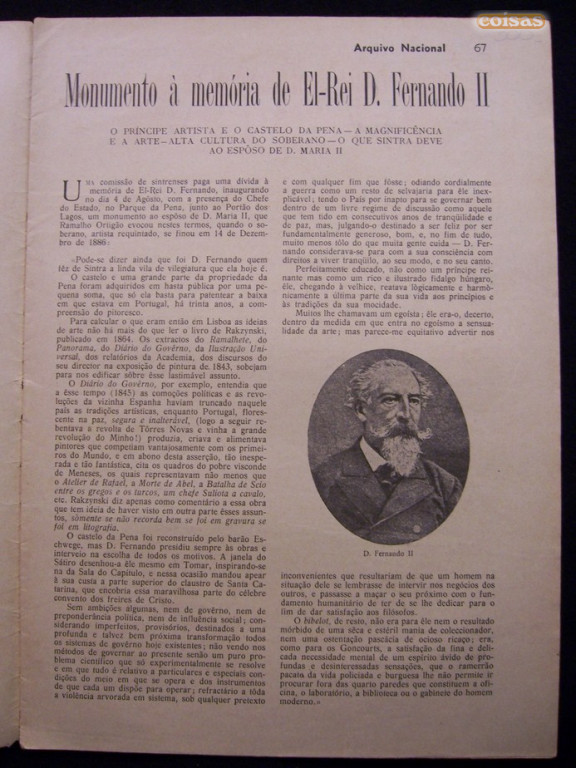 coisas
Arquivo Nacional 67
Monumento à memória de El-Rei D. Fernando II
O PRÍNCIPE ARTISTA E O CASTELO DA PENA — A MAGNIFICÊNCIA
E A ARTE — ALTA CULTURA DO SOBERANO — O QUE SINTRA DEVE
AO ESPÔSO DE D. MARIA II
UMA comissão de sintrenses paga uma dívida à
memória de El-Rei D. Fernando, inaugurando
no dia 4 de Agôsto, com a presença do Chefe
do Estado, no Parque da Pena, junto ao Portão dos
Lagos, um monumento ao espôso de D. Maria II, que
Ramalho Ortigão evocou nestes termos, quando o so-
berano, artista requintado, se finou em 14 de Dezem-
bro de 1886:
«Pode-se dizer ainda que foi D. Fernando quem
fêz de Sintra a linda vila de vilegiatura que ela hoje é.
O castelo e uma grande parte da propriedade da
Pena foram adquiridos em hasta pública por uma pe-
quena soma, que só ela basta para patentear a baixa
em que estava em Portugal, há trinta anos, a com-
preensão do pitoresco.
Para calcular o que eram então em Lisboa as ideias
de arte não há mais do que ler o livro de Rakzynski,
publicado em 1864. Os extractos do Ramalhete, do
Panorama, do Diário do Govêrno, da Ilustração Uni-
versal, dos relatórios da Academia, dos discursos do
seu director na exposição de pintura de 1843, sobejam
para nos edificar sôbre êsse lastimável assunto.
O Diário do Govêrno, por exemplo, entendia que
a êsse tempo (1845) as comoções políticas e as revo-
luções da vizinha Espanha haviam truncado naquele
país as tradições artísticas, enquanto Portugal, flores-
cente na paz, segura e inalterável, (logo a seguir re-
bentava a revolta de Tôrres Novas e vinha a grande
revolução do Minho!) produzia, criava e alimentava
pintores que competiam vantajosamente com os primei-
ros do Mundo, e em abono desta asserção, tão inespe-
rada e tão fantástica, cita os quadros do pobre visconde
de Meneses, os quais representavam não menos que
o Atelier de Rafael, a Morte de Abel, a Batalha de Scio
entre os gregos e os turcos, um chefe Suliota a cavalo,
etc. Rakzynski diz apenas como comentário a essa obra
que tem ideia de haver visto em outra parte êsses assun-
tos, sòmente se não recorda bem se foi em gravura se
foi em litografia.
O castelo da Pena foi reconstruído pelo barão Es-
chwege, mas D. Fernando presidiu sempre às obras e
interveio na escolha de todos os motivos. A janela do
Sátiro desenhou-a êle mesmo em Tomar, inspirando-se
na da Sala do Capítulo, e nessa ocasião mandou apear
à sua custa a parte superior do claustro de Santa Ca-
tarina, que encobria essa maravilhosa parte do célebre
convento dos freires de Cristo.
Sem ambições algumas, nem de govêrno, nem de
preponderância política, nem de influência social; con-
siderando imperfeitos, provisórios, destinados a uma
profunda e talvez bem próxima transformação todos
os sistemas de govêrno hoje existentes; não vendo nos
métodos de governar ao presente senão um puro pro-
blema científico que só experimentalmente se resolve
e em que tudo é relativo a particulares e especiais con-
dições do meio em que se opera e dos instrumentos
de que cada um dispõe para operar; refractário a tôda
a violência arvorada em sistema, sob qualquer pretexto
e com qualquer fim que fôsse; odiando cordialmente
a guerra como um resto de selvajaria para êle inex-
plicável; tendo o País por inapto para se governar bem
dentro de um livre regime de discussão como aquele
que tem tido em consecutivos anos de tranqüilidade e
de paz, mas, julgando-o destinado a ser feliz por ser
fundamentalmente generoso, bom, e, no fim de tudo,
muito menos tôlo do que muita gente cuida — D. Fer-
nando considerava-se para com a sua consciência com
direitos a viver tranqüilo, ao seu modo, e no seu canto.
Perfeitamente educado, não como um príncipe reinante
mas como um rico e ilustrado fidalgo húngaro,
êle, chegando à velhice, reatava lògicamente e harmò-
nicamente a última parte da sua vida aos princípios e
às tradições da sua mocidade.
Muitos lhe chamavam um egoísta; êle era-o, decerto,
dentro da medida em que entra no egoísmo a sensua-
lidade da arte; mas parece-me equitativo advertir nos
D. Fernando II
inconvenientes que resultariam de que um homem na
situação dele se lembrasse de intervir nos negócios dos
outros, e passasse a maçar o seu próximo com o fun-
damento humanitário de ter de se lhe dedicar para o
fim de dar satisfação aos filósofos.
O bibelot, de resto, não era para êle nem o resultado
mórbido de uma sêca e estéril mania de coleccionador,
nem uma ostentação pascácia de ocioso ricaço; era,
como para os Goncourts, a satisfação da fina e deli-
cada necessidade mental de um espírito ávido de pro-
fundas e desinteressadas sensações, que o ramerrão
pacato da vida policiada e burguesa lhe não permite ir
procurar fora das quatro paredes que constituem a ofi-
cina, o laboratório, a biblioteca ou o gabinete do homem
moderno.»